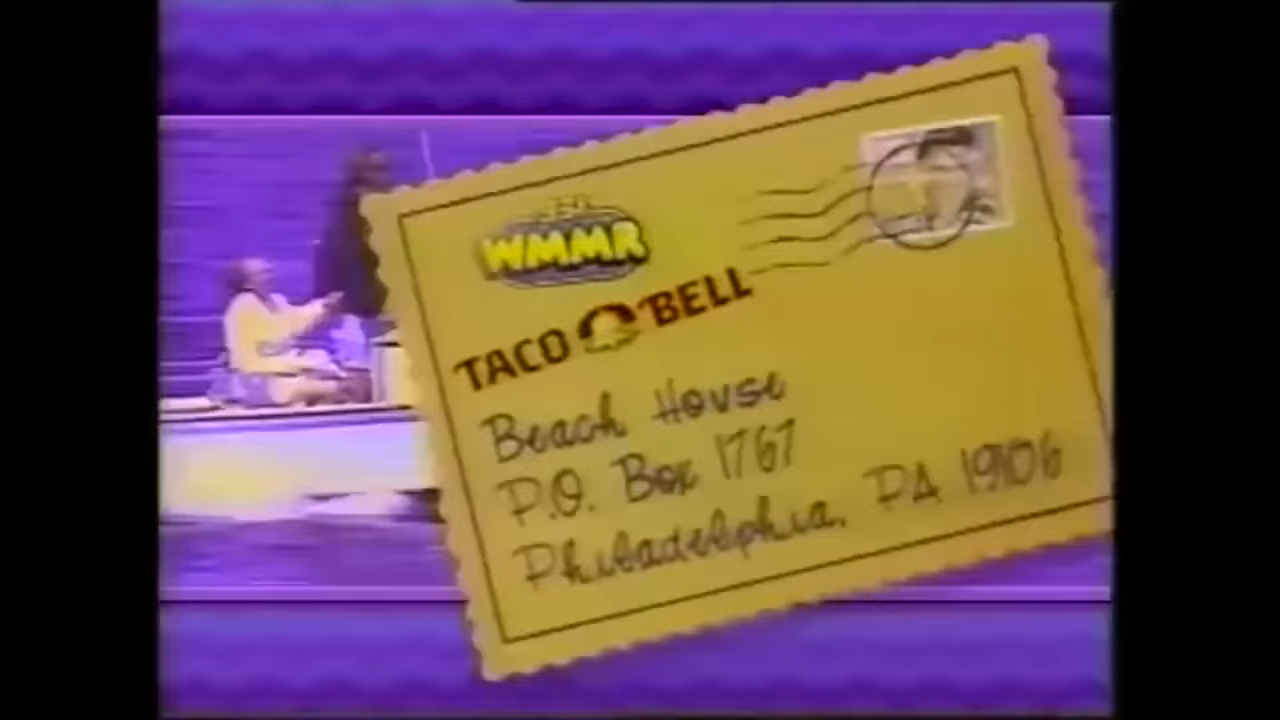 WMMR
TACO BELL
Beach House
P.O. Box 1767
Philadelphia, PA 19106